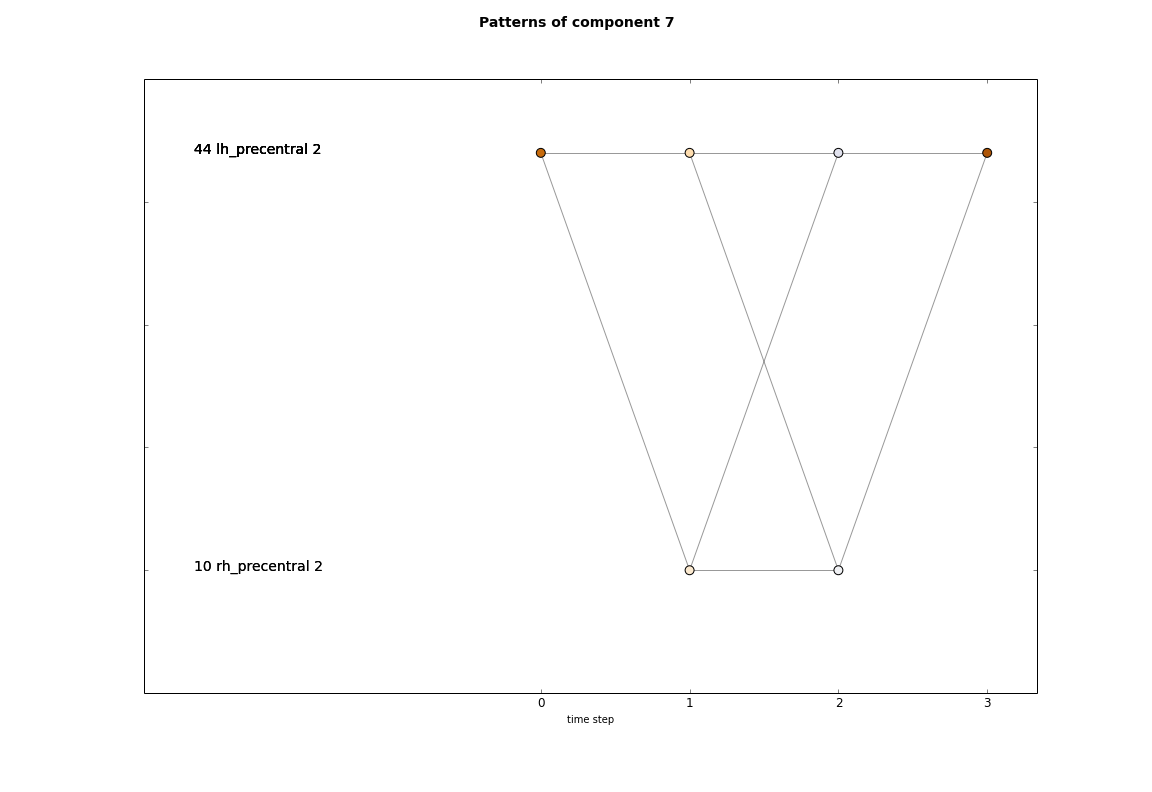 Patterns of component 7
44 lh_precentral 2
10 rh_precentral 2
0 1 2 3
time step